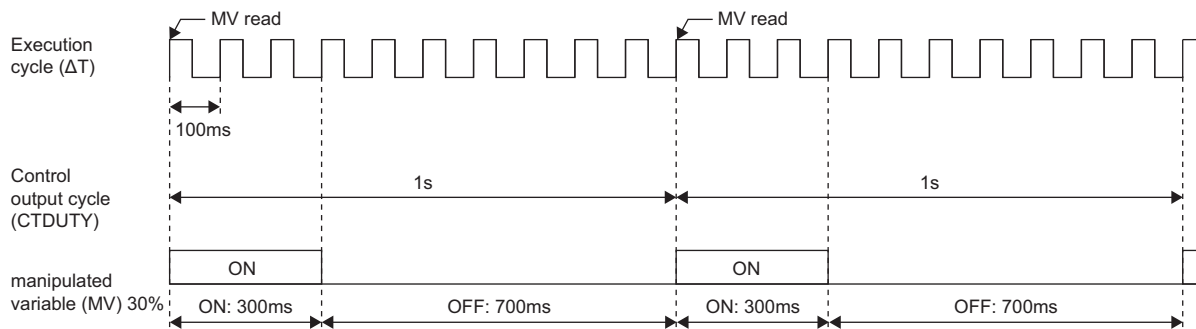 MV read
MV read
Execution
cycle (ΔT)
100ms
Control
output cycle
(CTDUTY)
1s
1s
ON
ON
manipulated
variable (MV) 30%
ON: 300ms
OFF: 700ms
ON: 300ms
OFF: 700ms